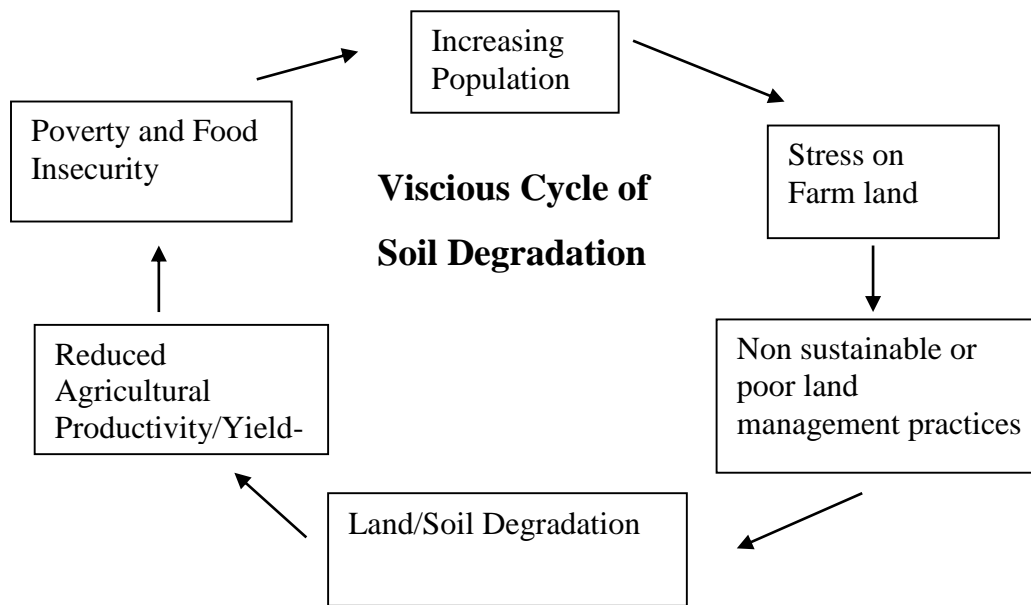 Increasing
Population
Stress on
Farm land
Non sustainable or
poor land
management practices
Land/Soil Degradation
Reduced
Agricultural
Productivity/Yield-
Poverty and Food
Insecurity
Viscious Cycle of
Soil Degradation